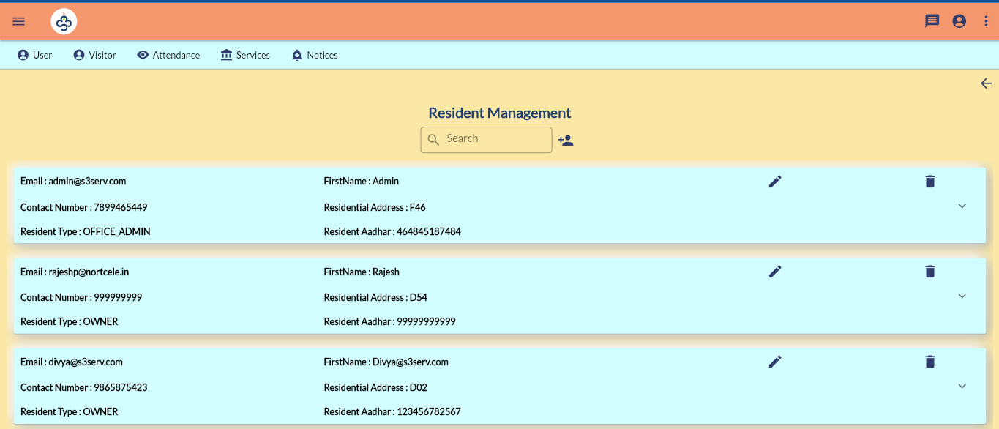 User Visitor Attendance Services Notices
Resident Management
Search
Email : admin@s3serv.com FirstName : Admin
Contact Number : 7899465449 Residential Address : F46
Resident Type : OFFICE_ADMIN Resident Aadhar : 464845187484
Email : rajeshp@nortcele.in FirstName : Rajesh
Contact Number : 999999999 Residential Address : D54
Resident Type : OWNER Resident Aadhar : 99999999999
Email : divya@s3serv.com FirstName : Divya@s3serv.com
Contact Number : 9865875423 Residential Address : D02
Resident Type : OWNER Resident Aadhar : 123456782567